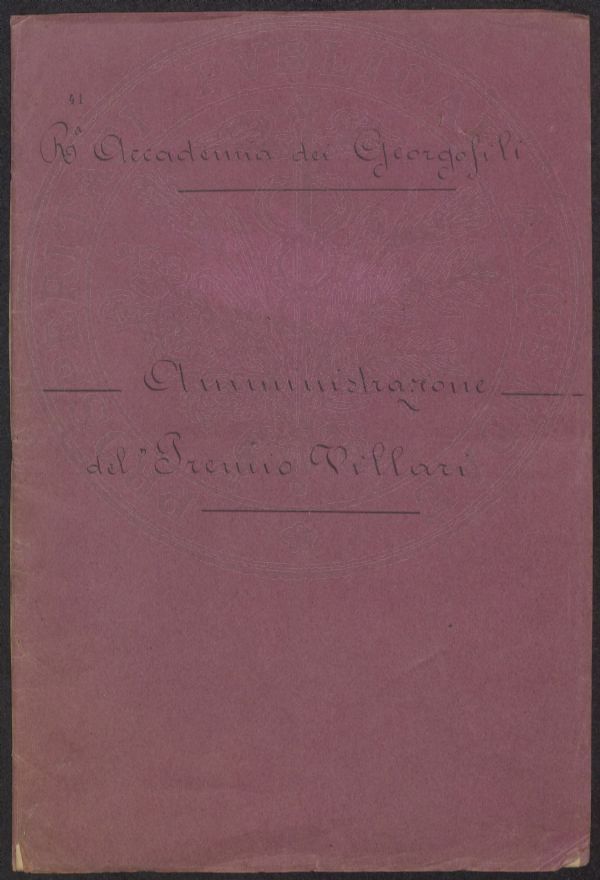 41
Rª Accademia dei Georgofili
Amministrazione
del "Premio Villari